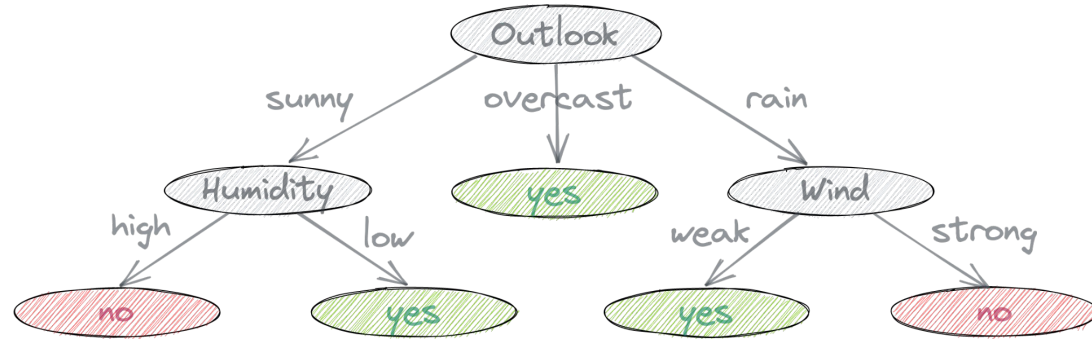 Outlook
sunny overcast rain
Humidity yes Wind
high low weak strong
no yes yes no